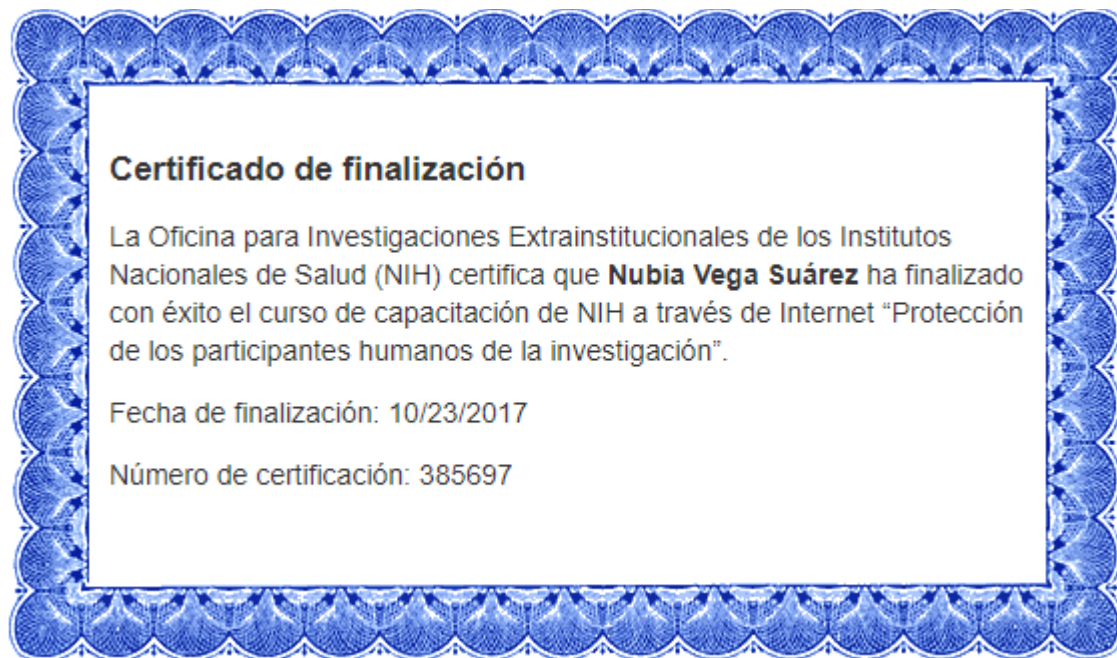 Certificado de finalización
La Oficina para Investigaciones Extrainstitucionales de los Institutos
Nacionales de Salud (NIH) certifica que Nubia Vega Suárez ha finalizado
con éxito el curso de capacitación de NIH a través de Internet “Protección
de los participantes humanos de la investigación”.
Fecha de finalización: 10/23/2017
Número de certificación: 385697